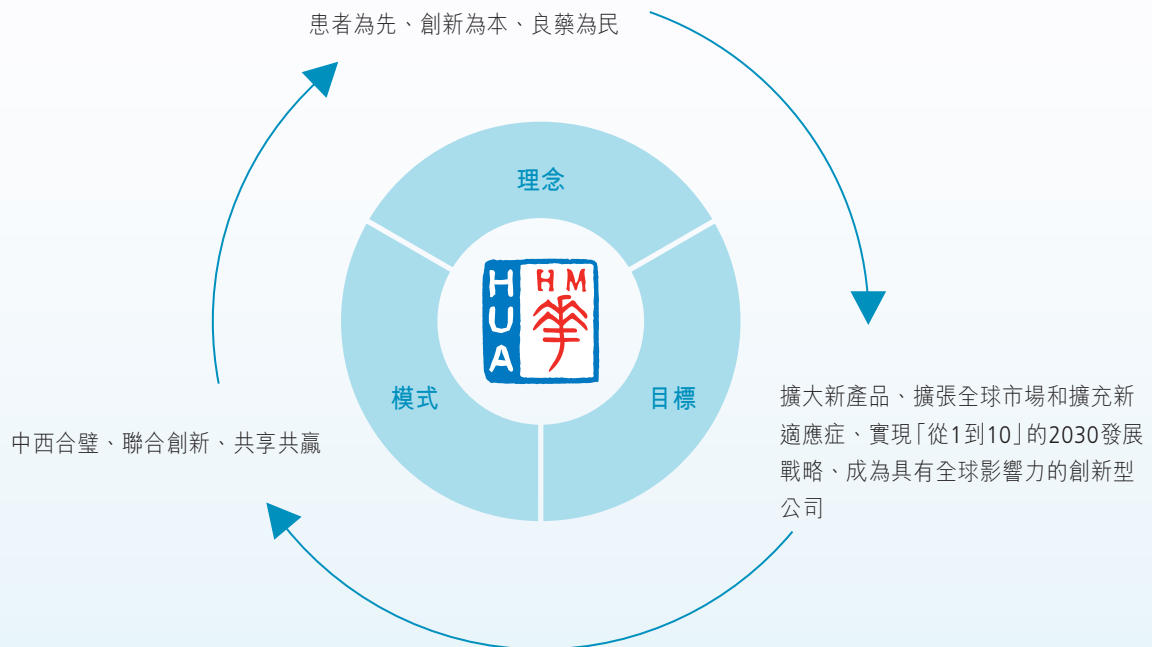 患者為先、創新為本、良藥為民
理念
HUA
HM
華
模式
目標
中西合璧、聯合創新、共享共贏
擴大新產品、擴張全球市場和擴充新
適應症、實現「從1到10」的2030發展
戰略、成為具有全球影響力的創新型
公司